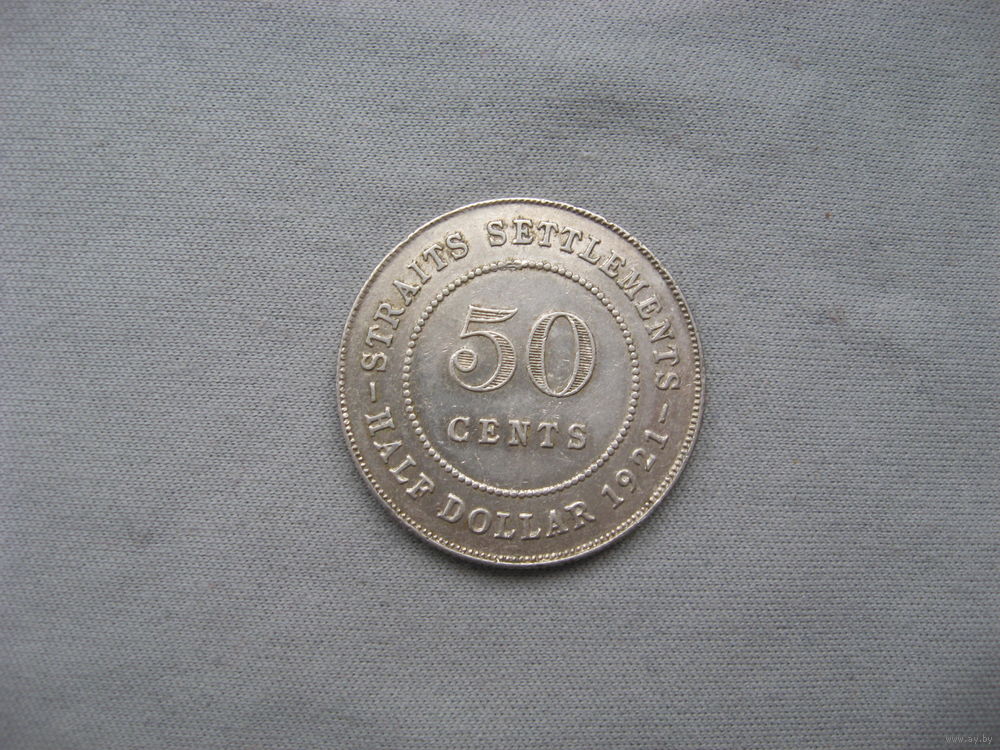 –STRAITS SETTLEMENTS–
50
CENTS
HALF DOLLAR 1921
www.ay.by